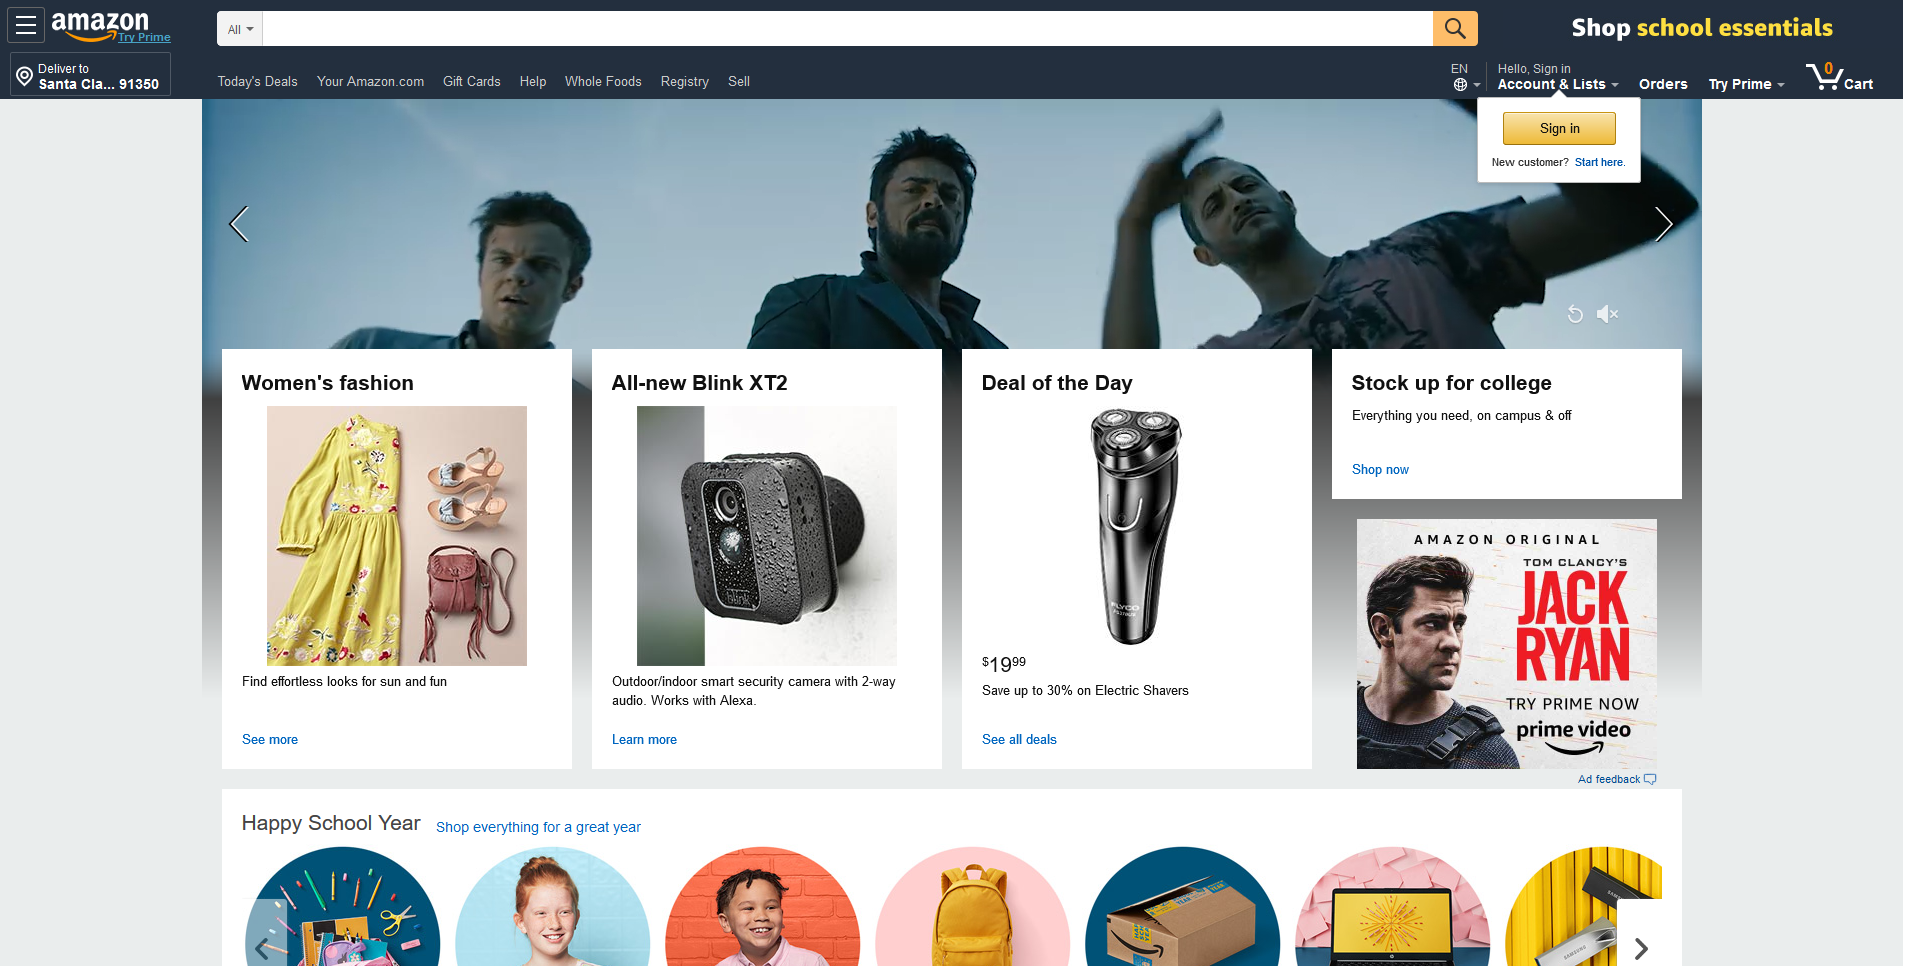 amazon
Try Prime
All
Shop school essentials
Deliver to
Santa Cla... 91350
Today's Deals
Your Amazon.com
Gift Cards
Help
Whole Foods
Registry
Sell
EN
Hello, Sign in
Account & Lists
Orders
Try Prime
0
Cart
Sign in
New customer? Start here.
Women's fashion
Find effortless looks for sun and fun
See more
All-new Blink XT2
blink
Outdoor/indoor smart security camera with 2-way
audio. Works with Alexa.
Learn more
Deal of the Day
FLYCO
$19.99
Save up to 30% on Electric Shavers
See all deals
Stock up for college
Everything you need, on campus & off
Shop now
AMAZON ORIGINAL
TOM CLANCY'S
JACK
RYAN
TRY PRIME NOW
prime video
Ad feedback
Happy School Year
Shop everything for a great year
SAMSUNG
SAMSUNG